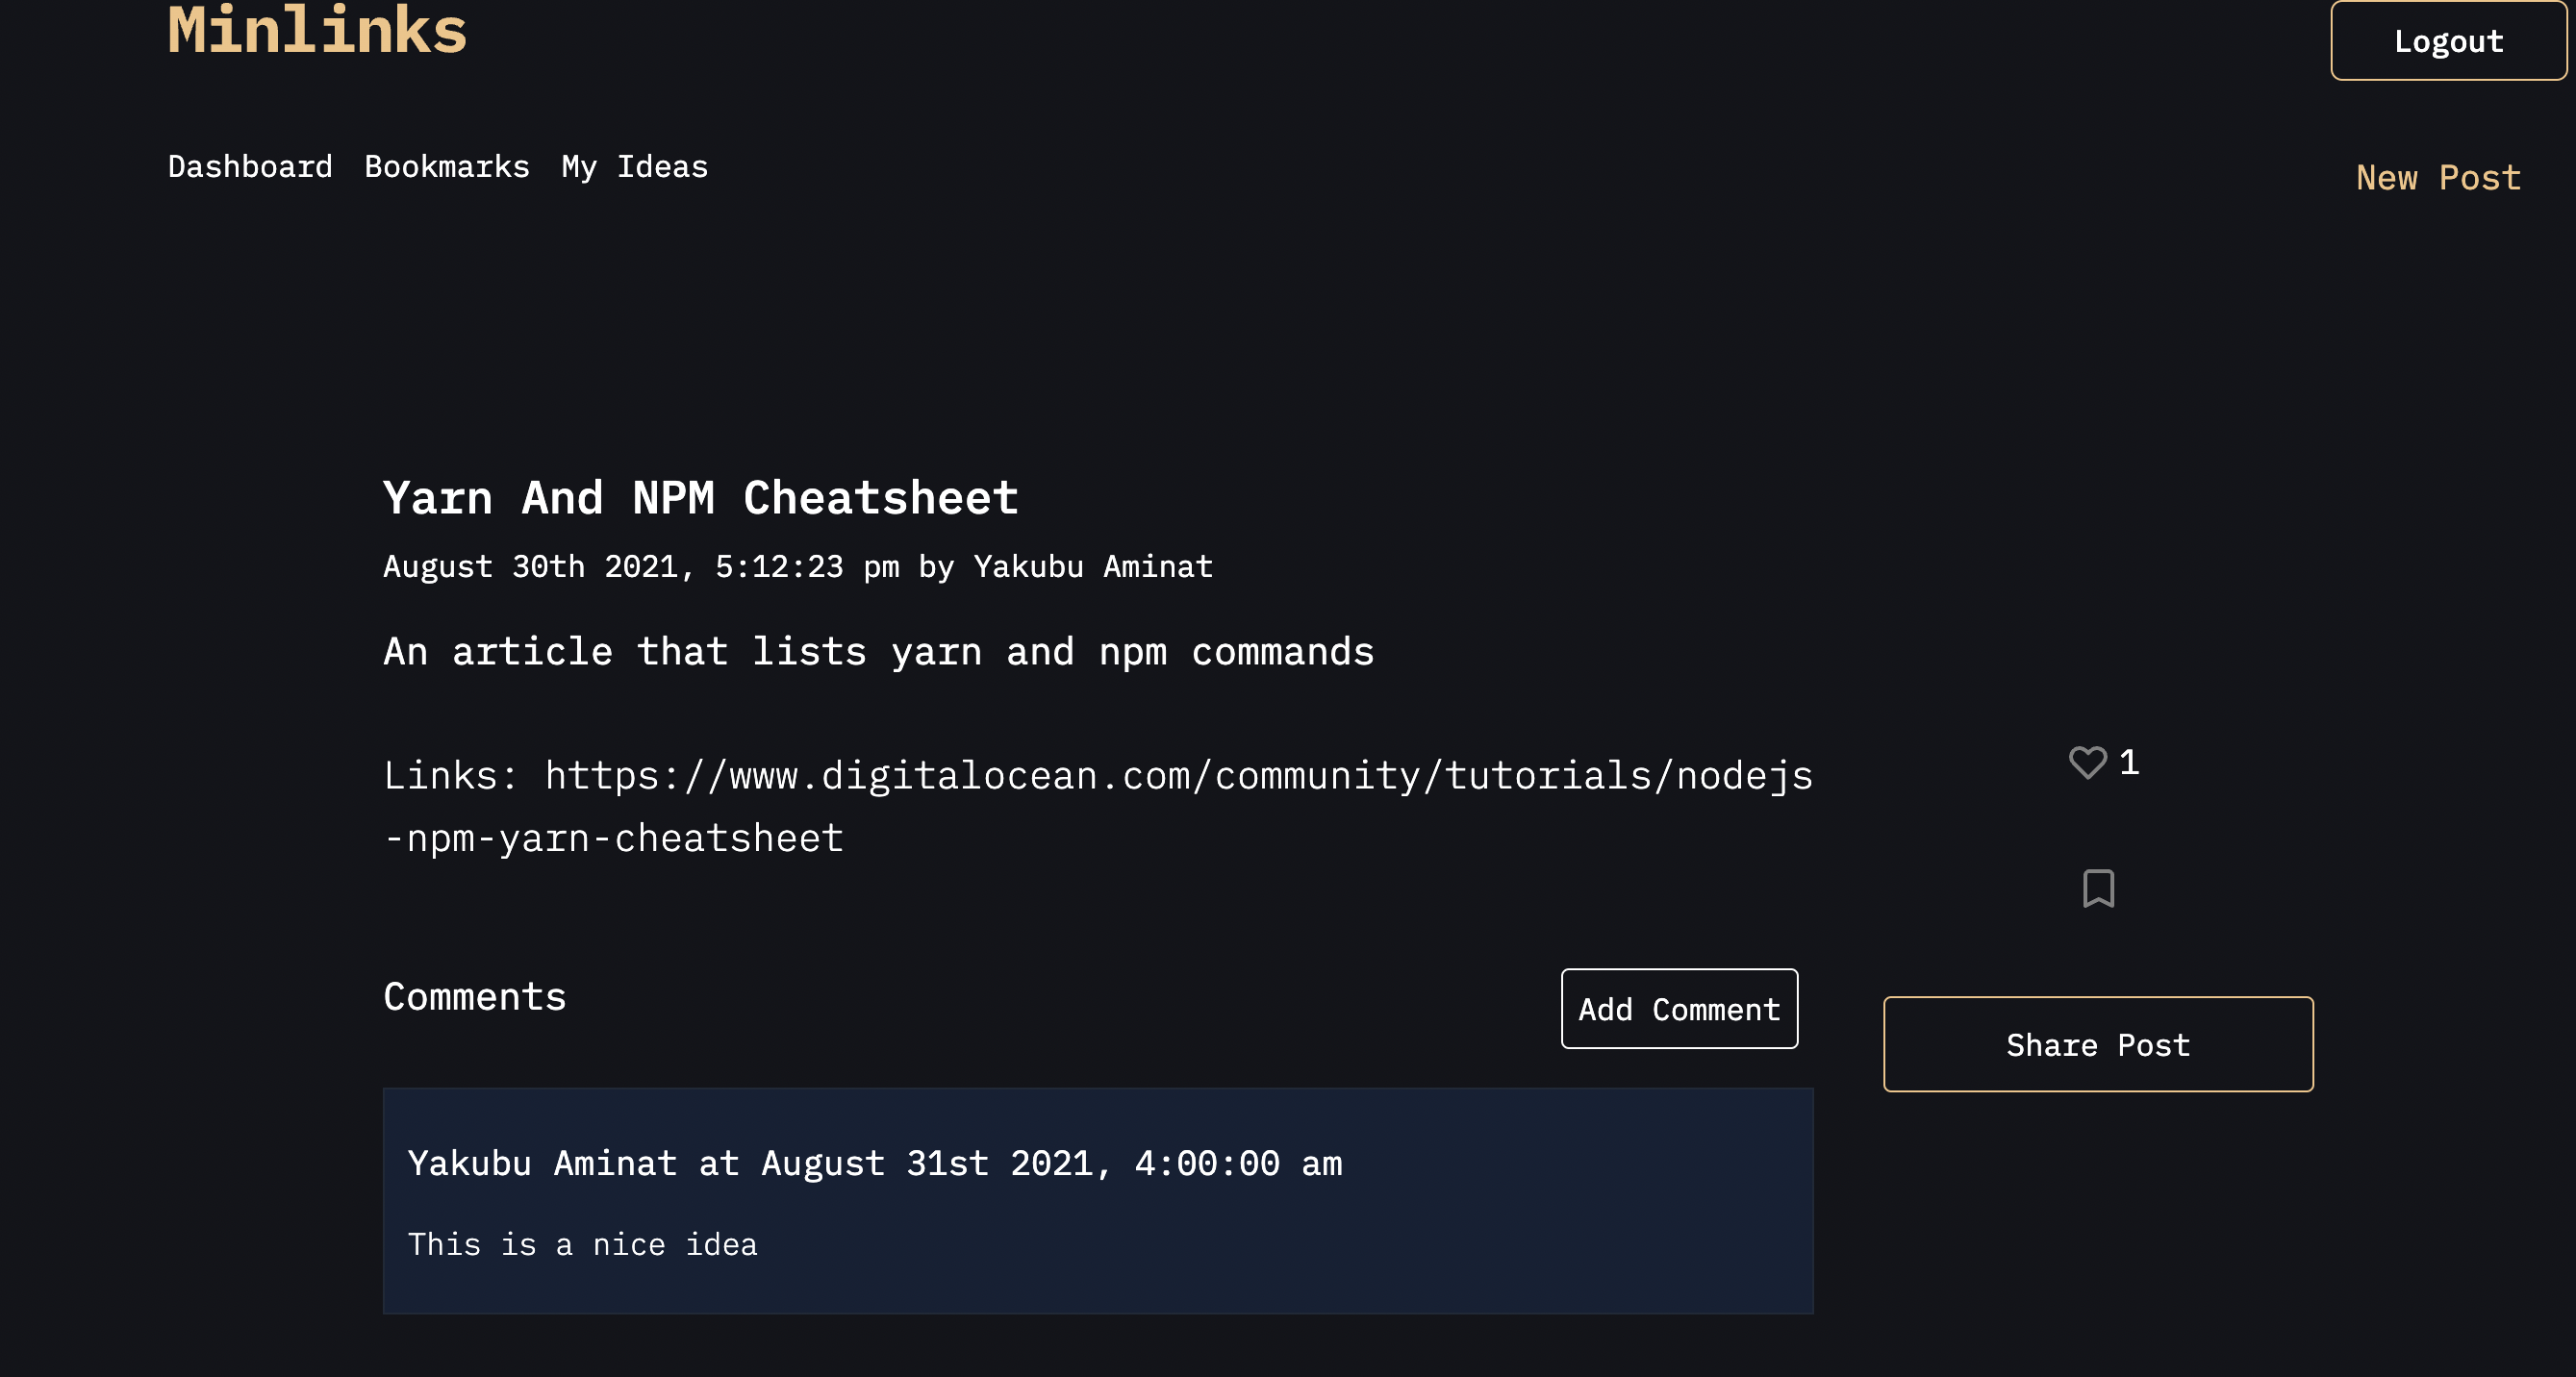 Minlinks
Logout
Dashboard Bookmarks My Ideas
New Post
Yarn And NPM Cheatsheet
August 30th 2021, 5:12:23 pm by Yakubu Aminat
An article that lists yarn and npm commands
Links: https://www.digitalocean.com/community/tutorials/nodejs
-npm-yarn-cheatsheet
1
Comments
Add Comment
Share Post
Yakubu Aminat at August 31st 2021, 4:00:00 am
This is a nice idea